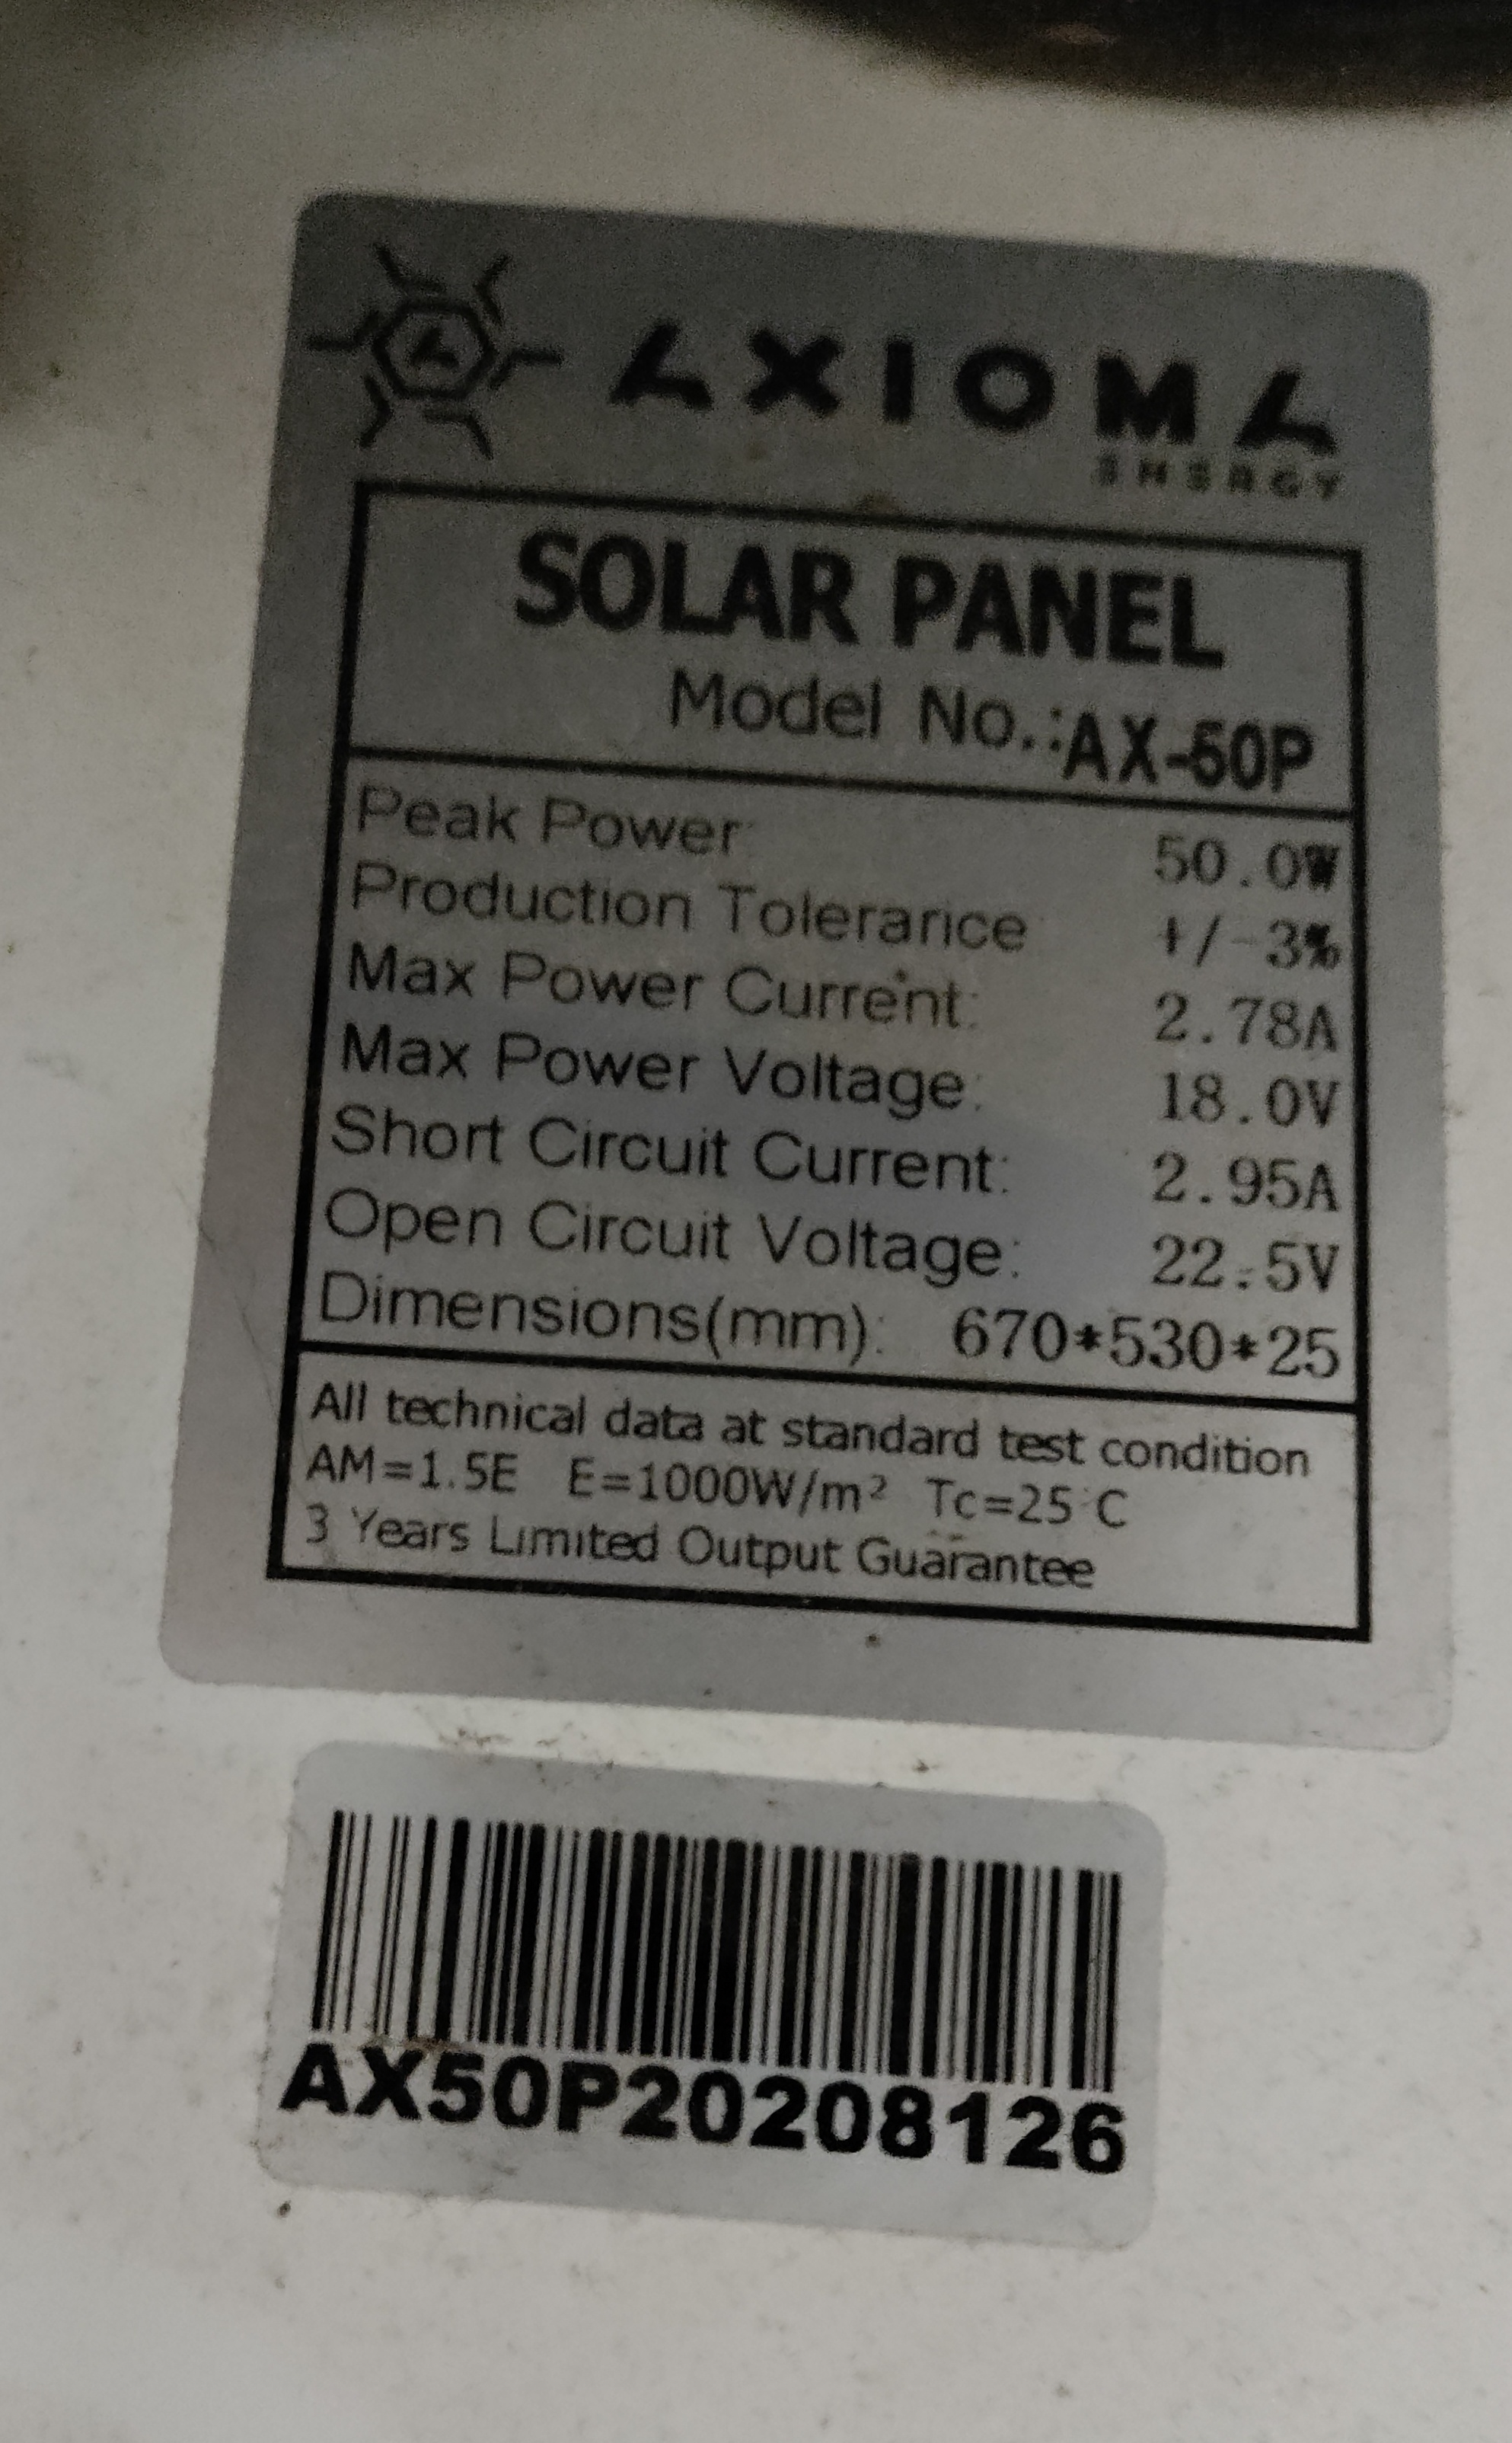 AXIOMA
ENERGY
SOLAR PANEL
Model No.:AX-50P
Peak Power: 50.0W
Production Tolerance +/-3%
Max Power Current: 2.78A
Max Power Voltage: 18.0V
Short Circuit Current: 2.95A
Open Circuit Voltage: 22.5V
Dimensions(mm): 670*530*25
All technical data at standard test condition
AM=1.5E E=1000W/m² Tc=25°C
3 Years Limited Output Guarantee
AX50P20208126